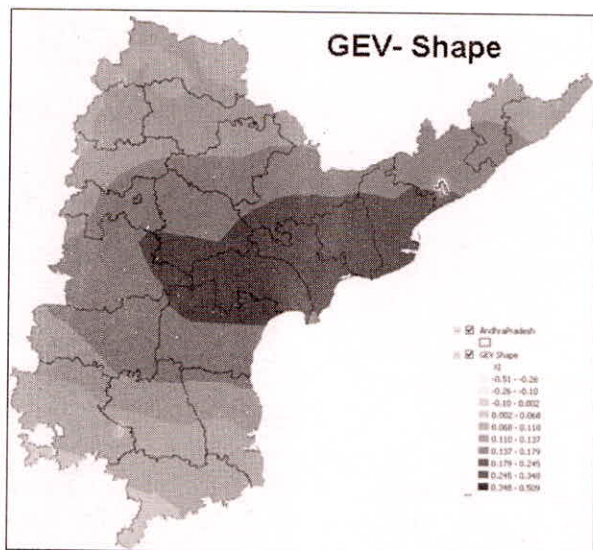 GEV- Shape
AndhraPradesh
GEV Shape
-0.51 - -0.26
-0.26 - -0.10
-0.10 - 0.002
0.002 - 0.068
0.068 - 0.110
0.110 - 0.137
0.137 - 0.179
0.179 - 0.245
0.245 - 0.348
0.348 - 0.509